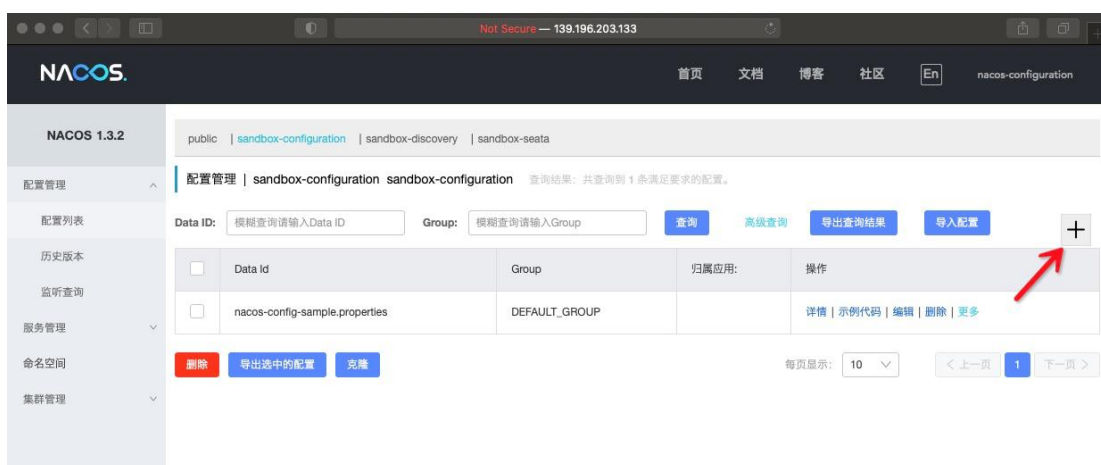 Not Secure — 139.196.203.133
NACOS.
首页 文档 博客 社区 En nacos-configuration
NACOS 1.3.2
配置管理
配置列表
历史版本
监听查询
服务管理
命名空间
集群管理
public | sandbox-configuration | sandbox-discovery | sandbox-seata
配置管理 | sandbox-configuration sandbox-configuration 查询结果：共查询到 1 条满足要求的配置。
Data ID: 模糊查询请输入Data ID Group: 模糊查询请输入Group 查询 高级查询 导出查询结果 导入配置 +
Data Id Group 归属应用: 操作
nacos-config-sample.properties DEFAULT_GROUP 详情 | 示例代码 | 编辑 | 删除 | 更多
删除 导出选中的配置 克隆 每页显示: 10 < 上一页 1 下一页 >